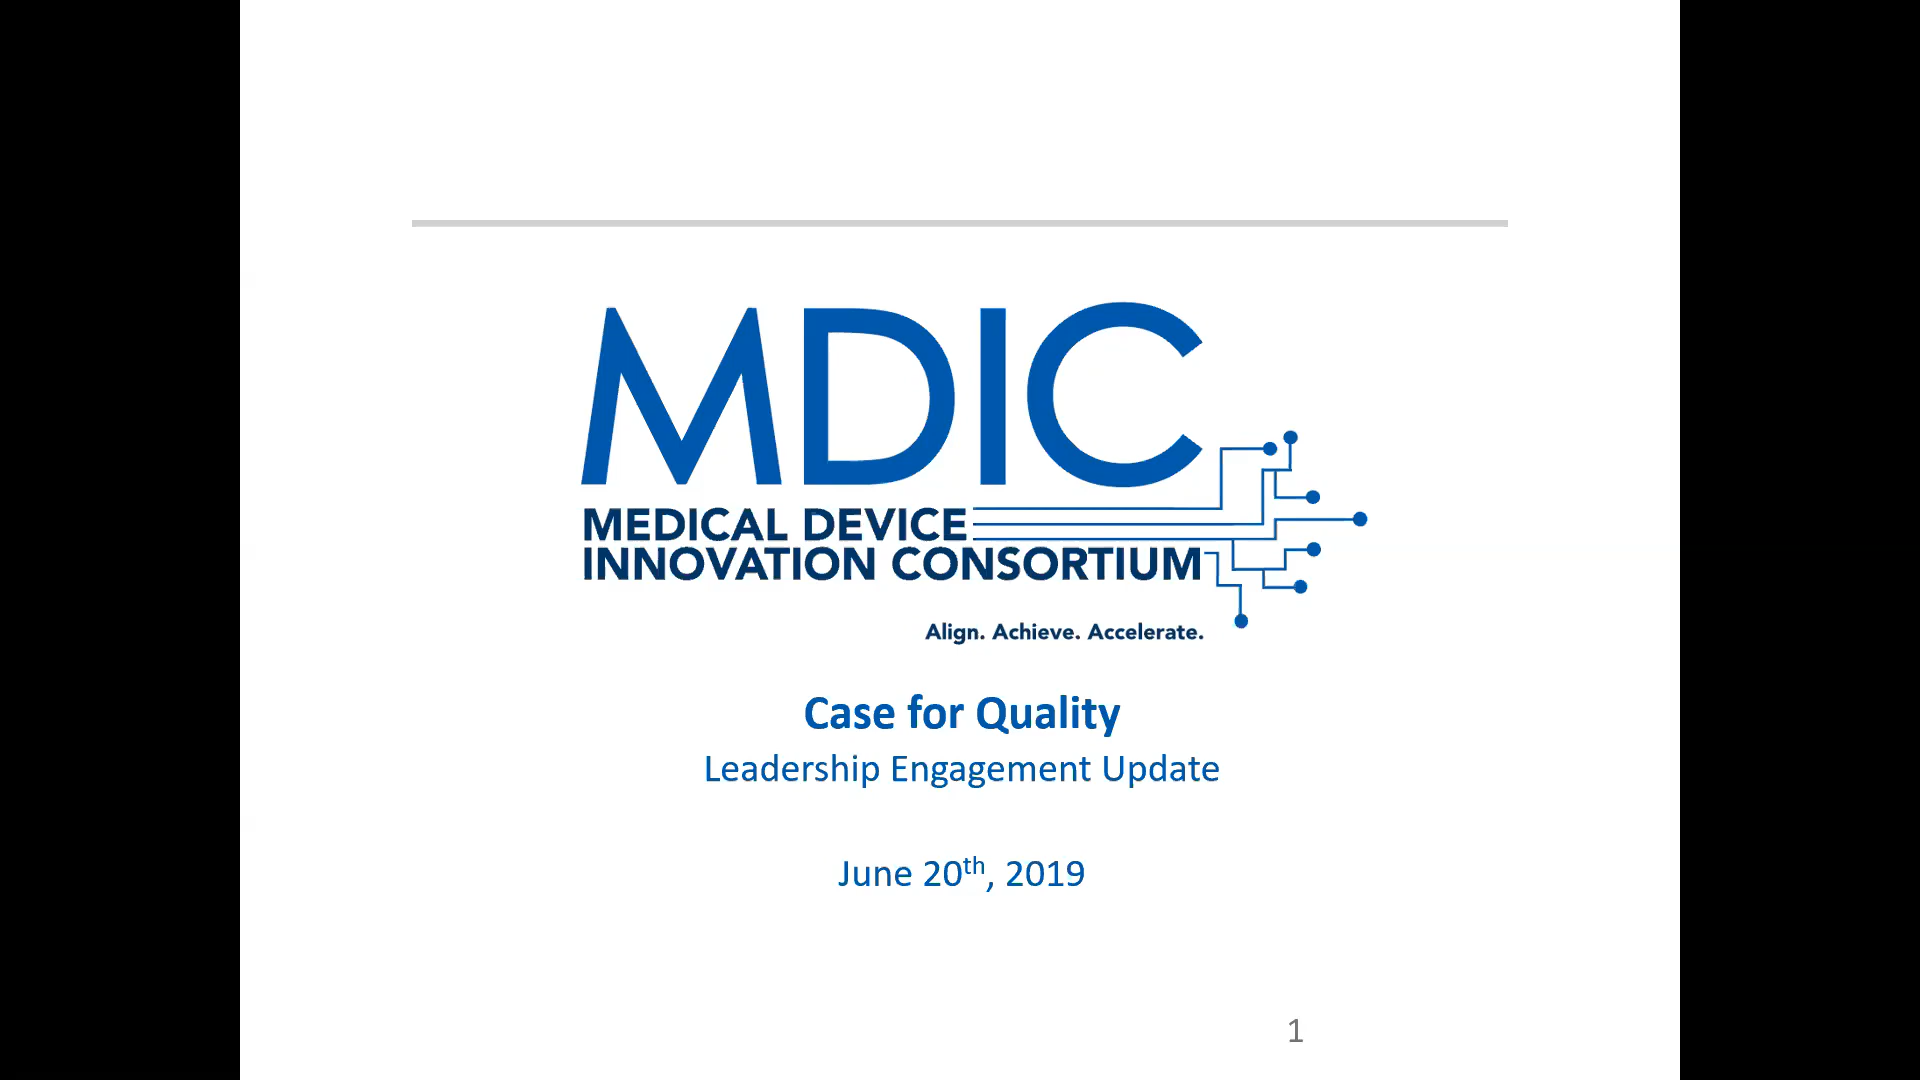 MDIC
MEDICAL DEVICE
INNOVATION CONSORTIUM
Align. Achieve. Accelerate.
Case for Quality
Leadership Engagement Update
June 20th, 2019
1